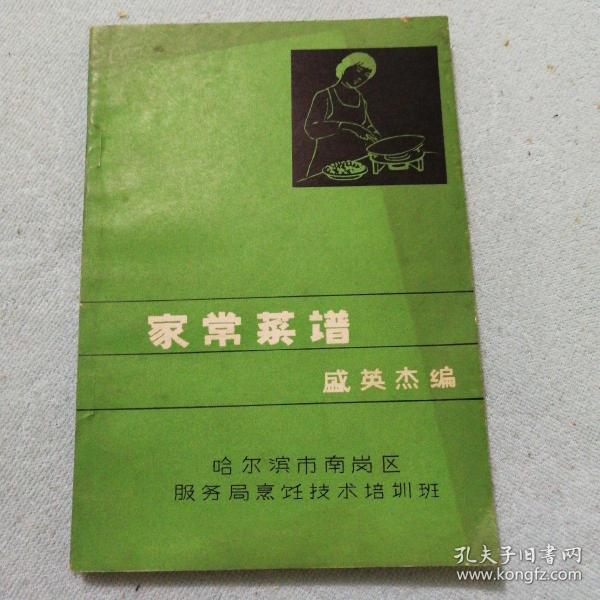 家常菜谱
盛英杰编
哈尔滨市南岗区
服务局烹饪技术培训班
孔夫子旧书网
www.kongfz.com